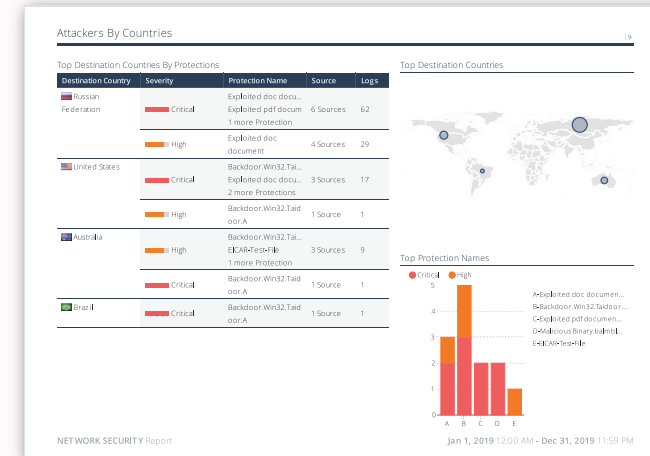 Attackers By Countries
| 9
Top Destination Countries By Protections
Destination Country Severity Protection Name Source Logs
Russian Federation
Critical
Exploited doc docu...
Exploited pdf docum
1 more Protection
6 Sources 62
High
Exploited doc
document
4 Sources 29
United States
Critical
Backdoor.Win32.Tai...
Exploited doc docu...
2 more Protections
3 Sources 17
High
Backdoor.Win32.Taid
oor.A
1 Source 1
Australia
High
Backdoor.Win32.Tai...
EICAR-Test-File
1 more Protection
3 Sources 9
Critical
Backdoor.Win32.Taid
oor.A
1 Source 1
Brazil
Critical
Backdoor.Win32.Taid
oor.A
1 Source 1
Top Destination Countries
Top Protection Names
Critical High
5
4
3
2
1
0
A B C D E
A-Exploited doc documen...
B-Backdoor.Win32.Taidoor...
C-Exploited pdf documen...
D-Malicious Binary.balmbl...
E-EICAR-Test-File
NETWORK SECURITY Report
Jan 1, 2019 12:00 AM - Dec 31, 2019 11:59 PM